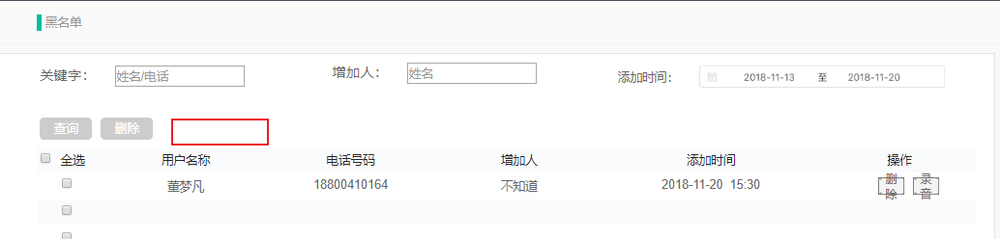 黑名单
关键字： 姓名/电话 增加人： 姓名 添加时间： 2018-11-13 至 2018-11-20
查询 删除
全选 用户名称 电话号码 增加人 添加时间 操作
董梦凡 18800410164 不知道 2018-11-20 15:30 删除 录音